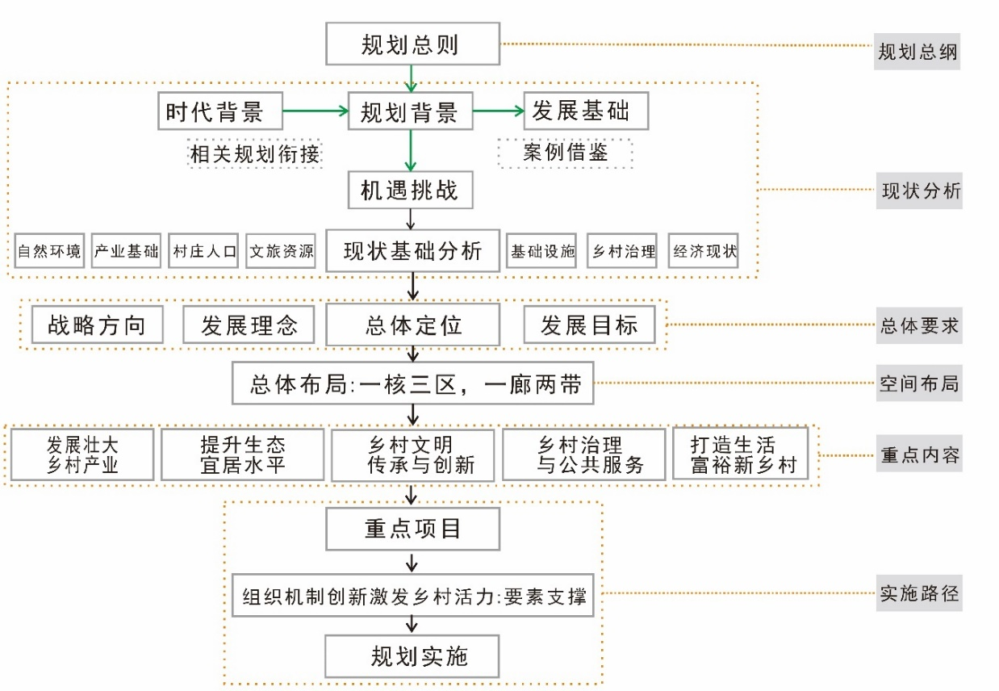 规划总则
规划总纲
时代背景
规划背景
发展基础
相关规划衔接
案例借鉴
机遇挑战
现状分析
自然环境
产业基础
村庄人口
文旅资源
现状基础分析
基础设施
乡村治理
经济现状
战略方向
发展理念
总体定位
发展目标
总体要求
总体布局:一核三区，一廊两带
空间布局
发展壮大
乡村产业
提升生态
宜居水平
乡村文明
传承与创新
乡村治理
与公共服务
打造生活
富裕新乡村
重点内容
重点项目
组织机制创新激发乡村活力:要素支撑
实施路径
规划实施